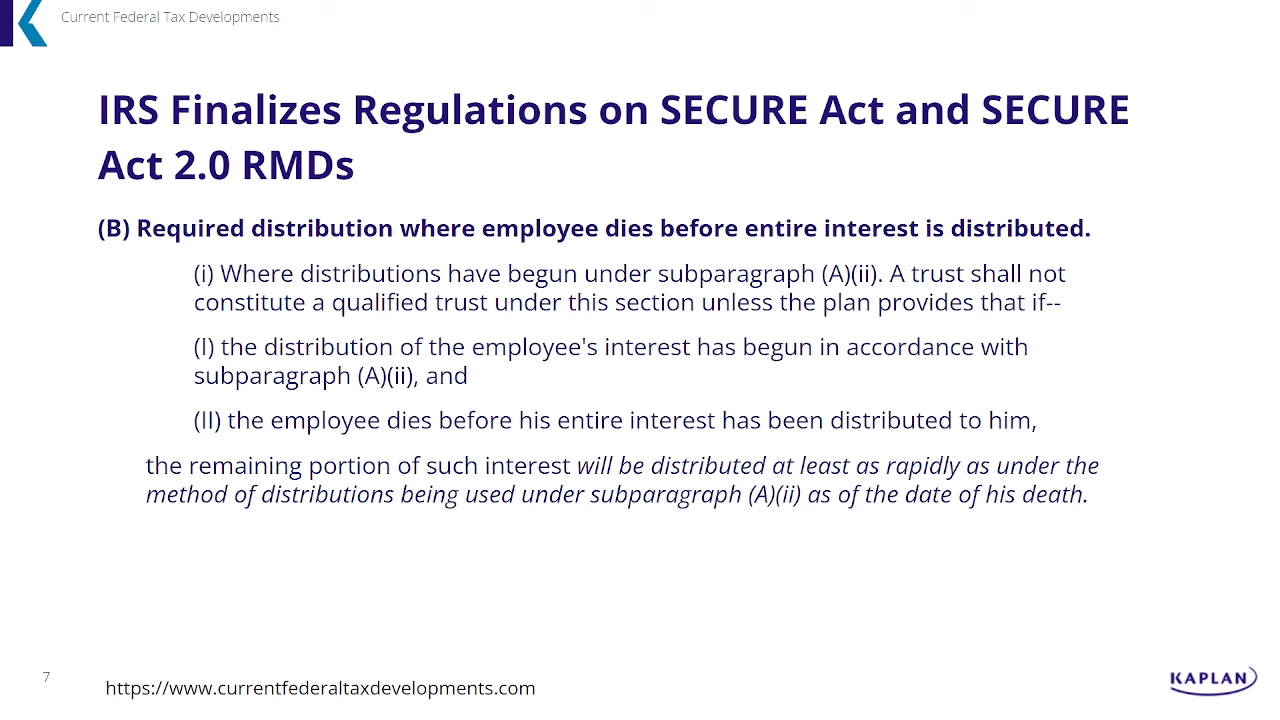 Current Federal Tax Developments
IRS Finalizes Regulations on SECURE Act and SECURE
Act 2.0 RMDs
(B) Required distribution where employee dies before entire interest is distributed.
(i) Where distributions have begun under subparagraph (A)(ii). A trust shall not
constitute a qualified trust under this section unless the plan provides that if--
(I) the distribution of the employee's interest has begun in accordance with
subparagraph (A)(ii), and
(II) the employee dies before his entire interest has been distributed to him,
the remaining portion of such interest will be distributed at least as rapidly as under the
method of distributions being used under subparagraph (A)(ii) as of the date of his death.
7
https://www.currentfederaltaxdevelopments.com
KAPLAN